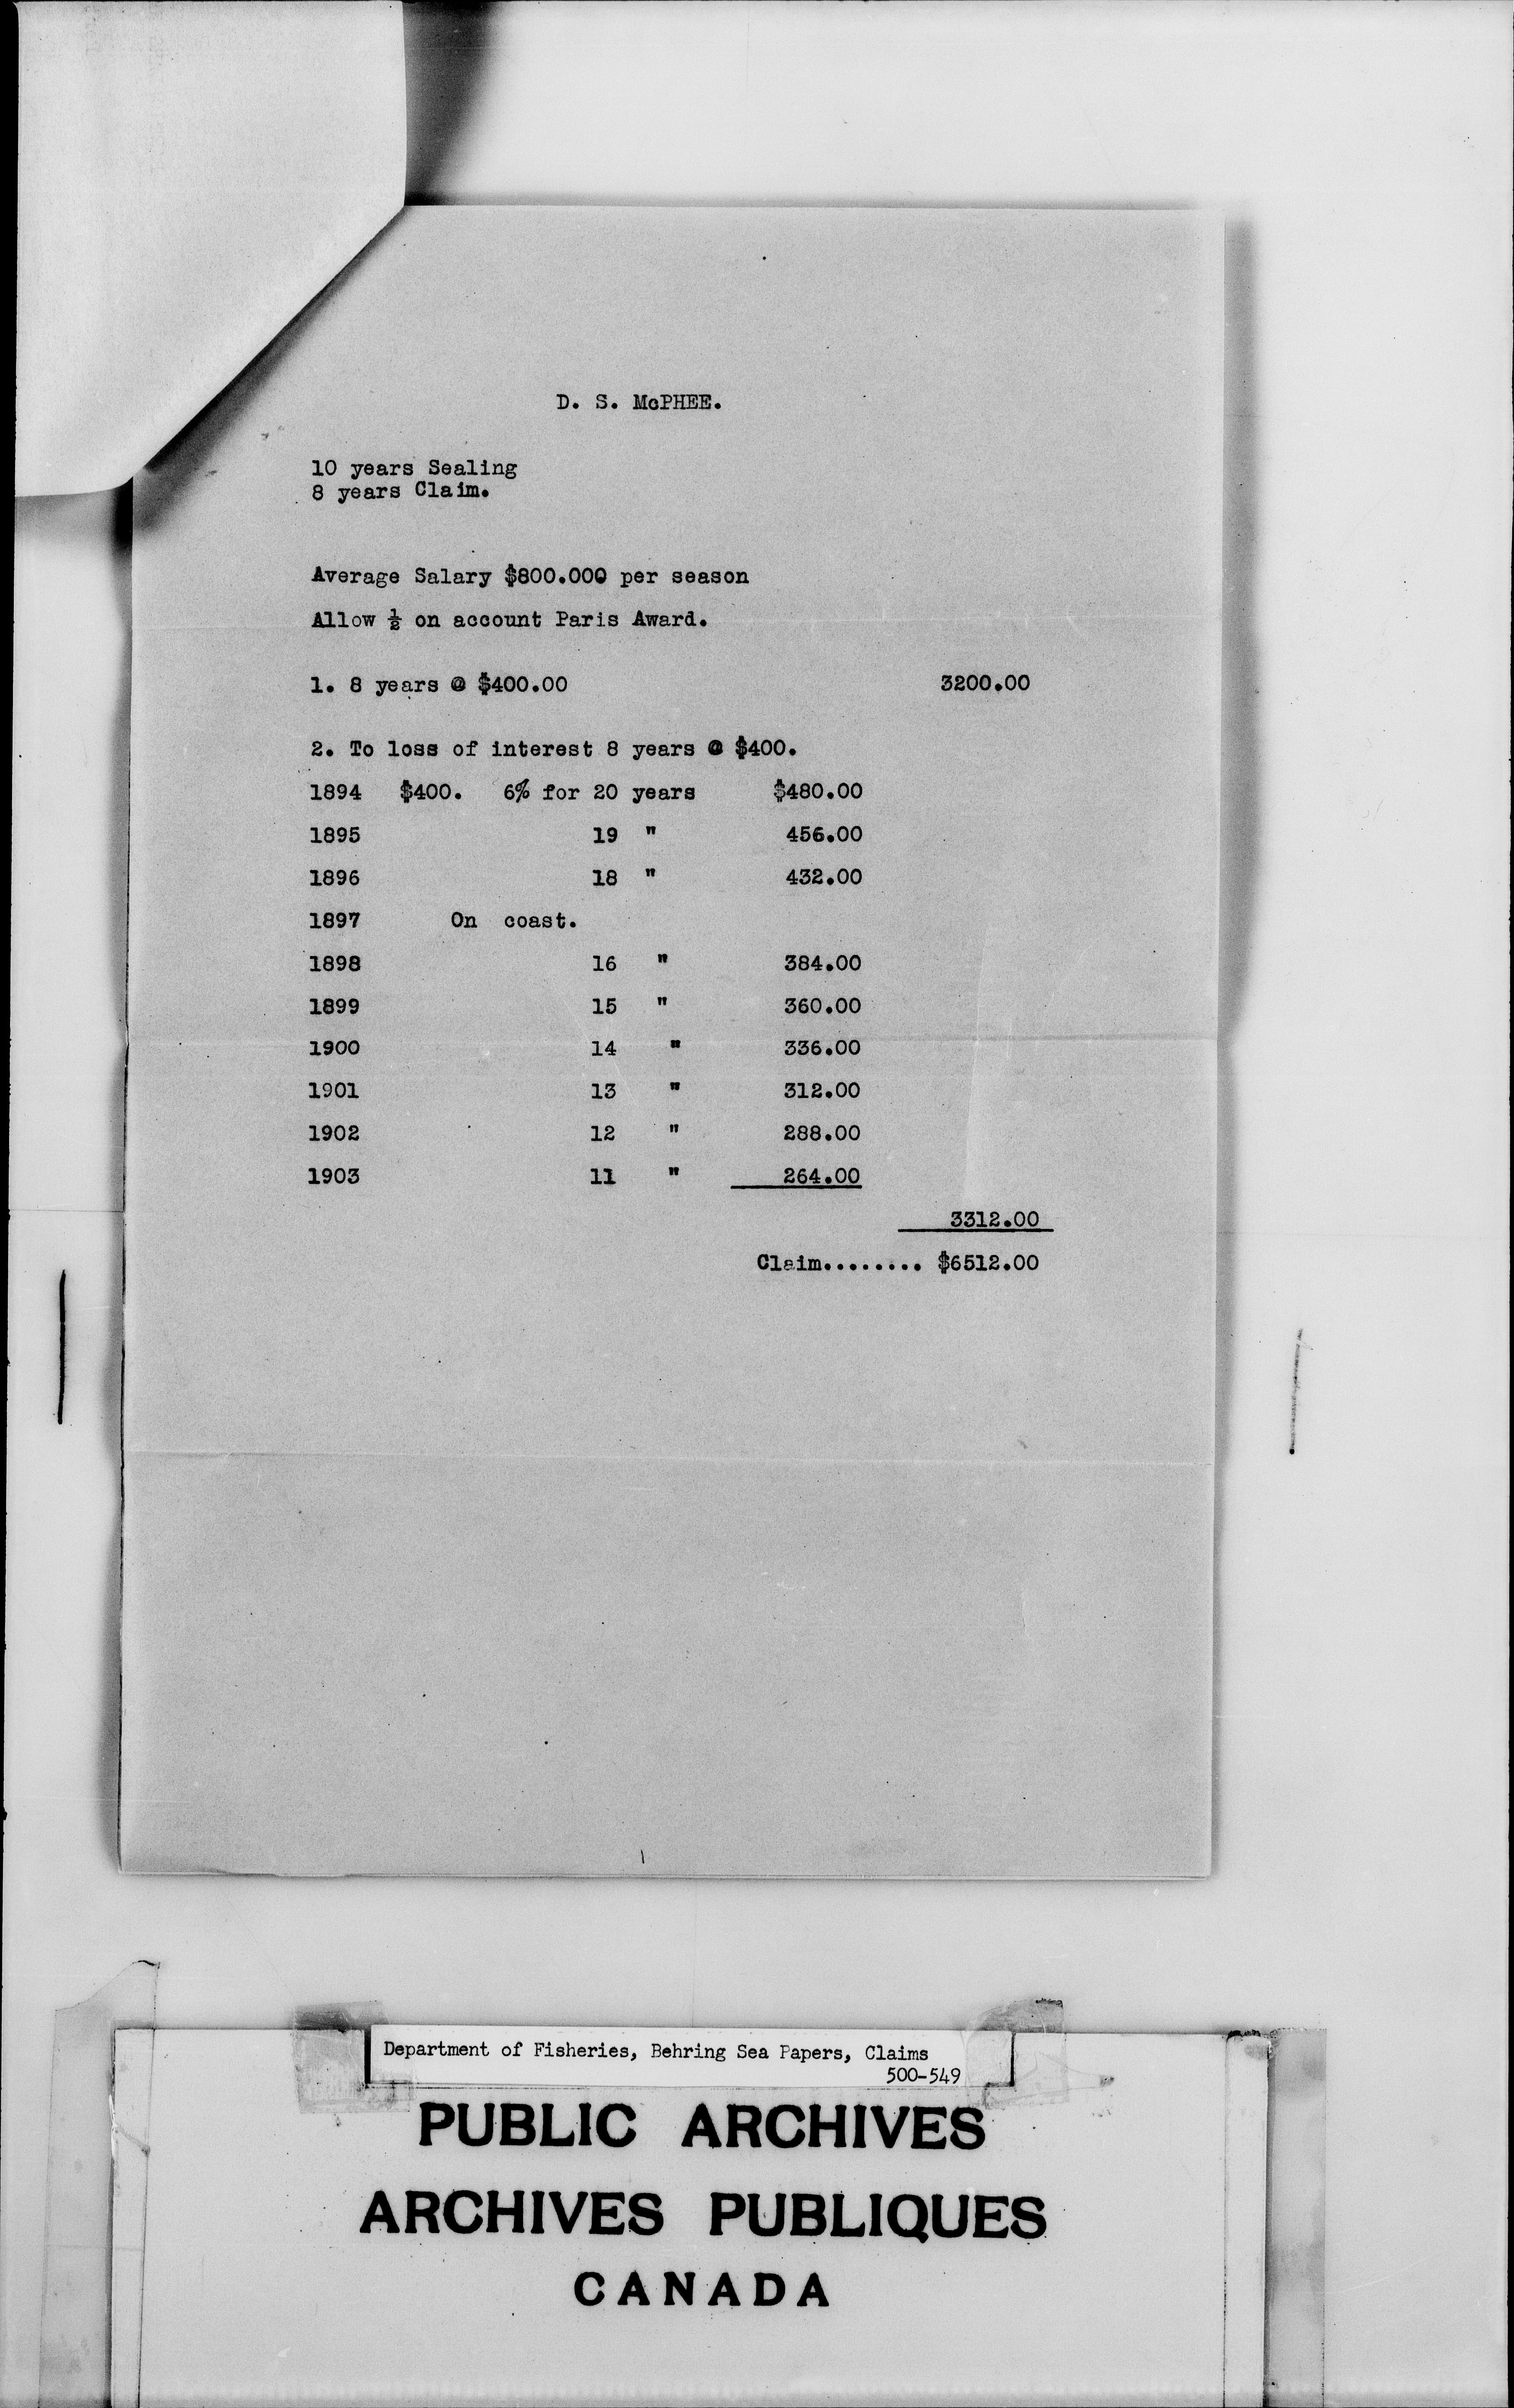 D. S. McPHEE.
10 years Sealing
8 years Claim.
Average Salary $800.000 per season
Allow ½ on account Paris Award.
1. 8 years @ $400.00 3200.00
2. To loss of interest 8 years @ $400.
1894 $400. 6% for 20 years $480.00
1895 19 " 456.00
1896 18 " 432.00
1897 On coast.
1898 16 " 384.00
1899 15 " 360.00
1900 14 " 336.00
1901 13 " 312.00
1902 12 " 288.00
1903 11 " 264.00
3312.00
Claim........ $6512.00
Department of Fisheries, Behring Sea Papers, Claims
500-549
PUBLIC ARCHIVES
ARCHIVES PUBLIQUES
CANADA